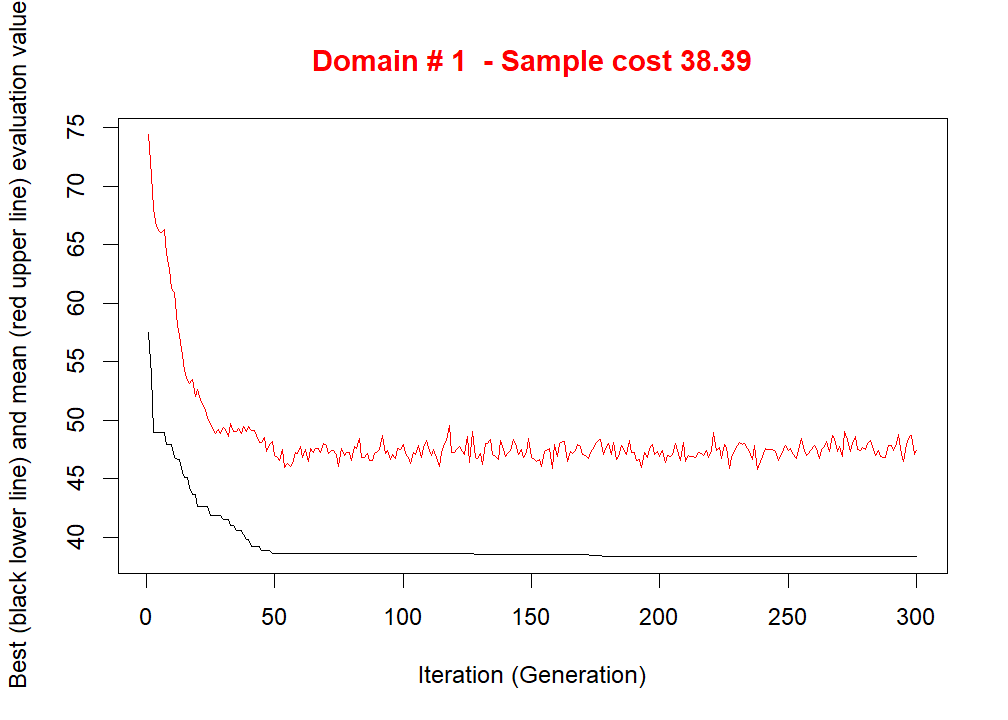 Domain # 1  - Sample cost 38.39
Best (black lower line) and mean (red upper line) evaluation value
75
70
65
60
55
50
45
40
0 50 100 150 200 250 300
Iteration (Generation)